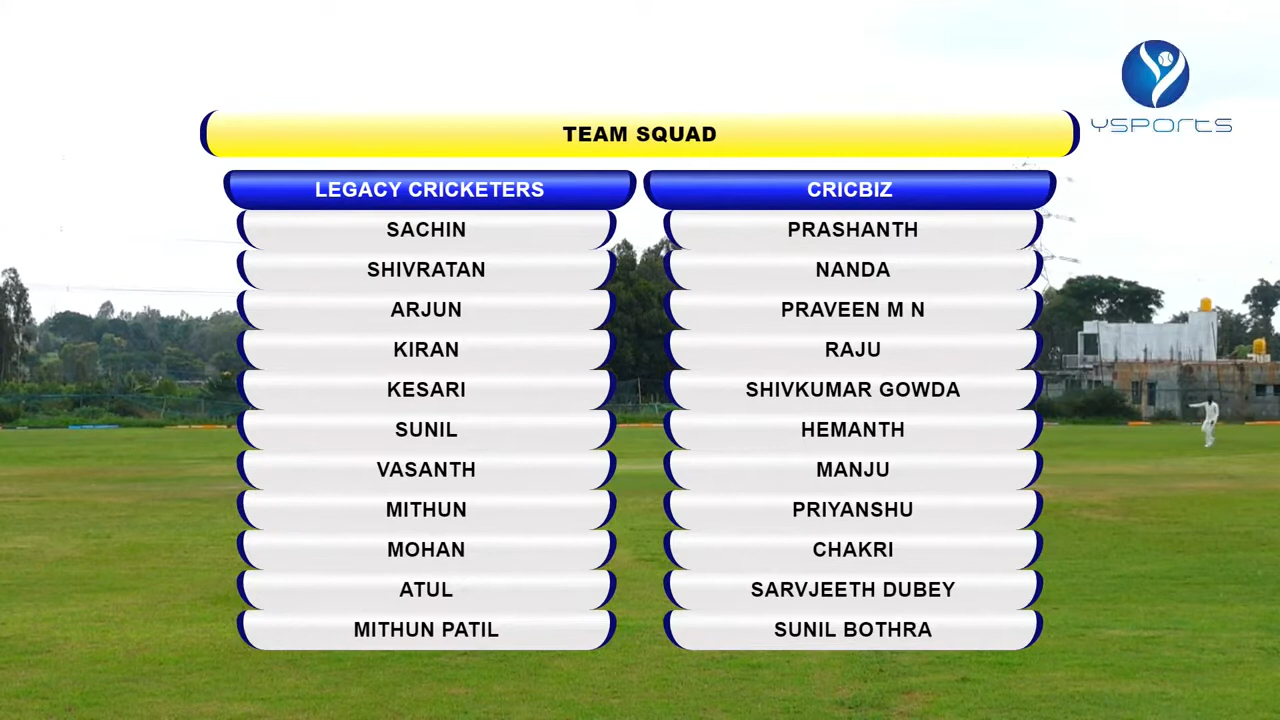 YSPORTS
TEAM SQUAD
LEGACY CRICKETERS
CRICBIZ
SACHIN
PRASHANTH
SHIVRATAN
NANDA
ARJUN
PRAVEEN M N
KIRAN
RAJU
KESARI
SHIVKUMAR GOWDA
SUNIL
HEMANTH
VASANTH
MANJU
MITHUN
PRIYANSHU
MOHAN
CHAKRI
ATUL
SARVJEETH DUBEY
MITHUN PATIL
SUNIL BOTHRA